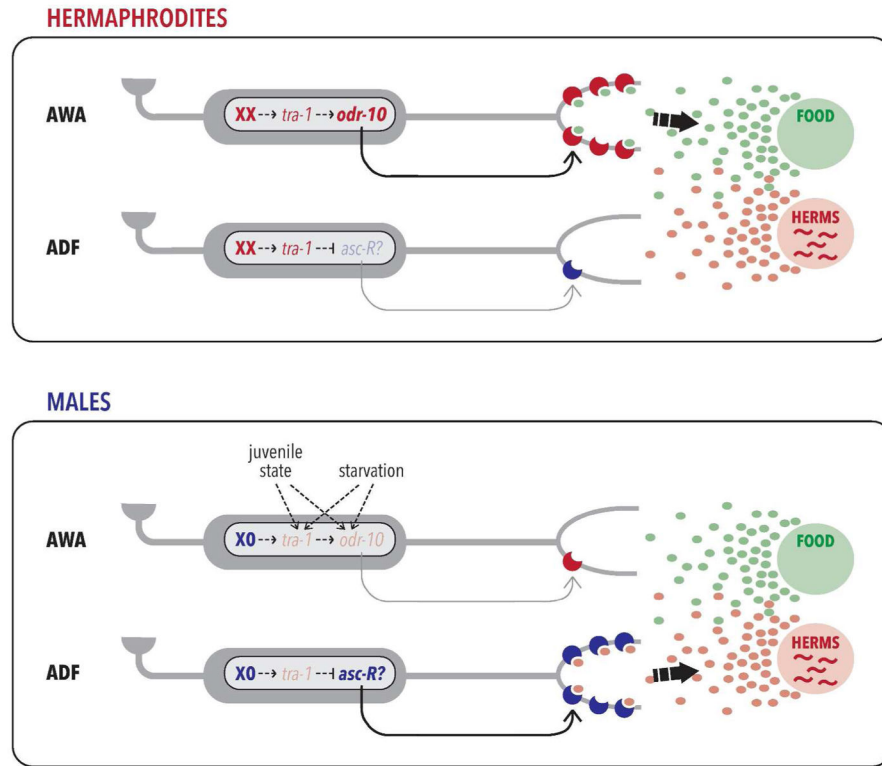 HERMAPHRODITES
AWA
XX --> tra-1 --> odr-10
FOOD
HERMS
ADF
XX --> tra-1 --| asc-R?
MALES
juvenile
state
starvation
AWA
X0 --> tra-1 --> odr-10
FOOD
HERMS
ADF
X0 --> tra-1 --| asc-R?